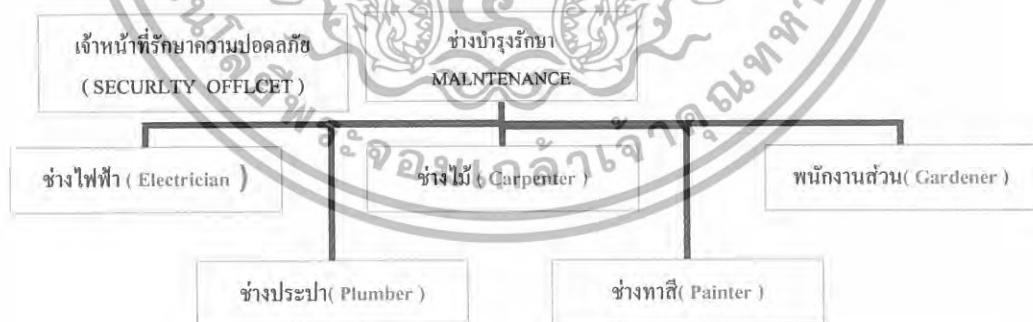 เจ้าหน้าที่รักษาความปอดลภัย
( SECURLTY OFFLCET )
ช่างบำรุงรักษา
MALNTENANCE
ช่างไฟฟ้า ( Electrician )
ช่างไม้ ( Carpenter )
พนักงานส่วน( Gardener )
ช่างประปา( Plumber )
ช่างทาสี( Painter )